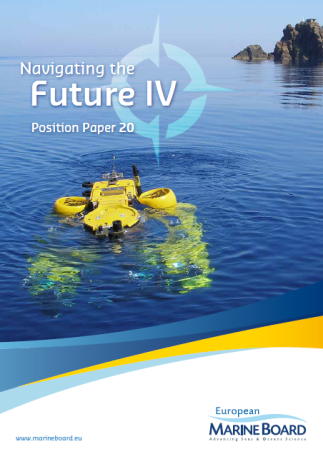 Navigating the
Future IV
Position Paper 20
European
MARINE BOARD
Advancing Seas & Oceans Science
www.marineboard.eu